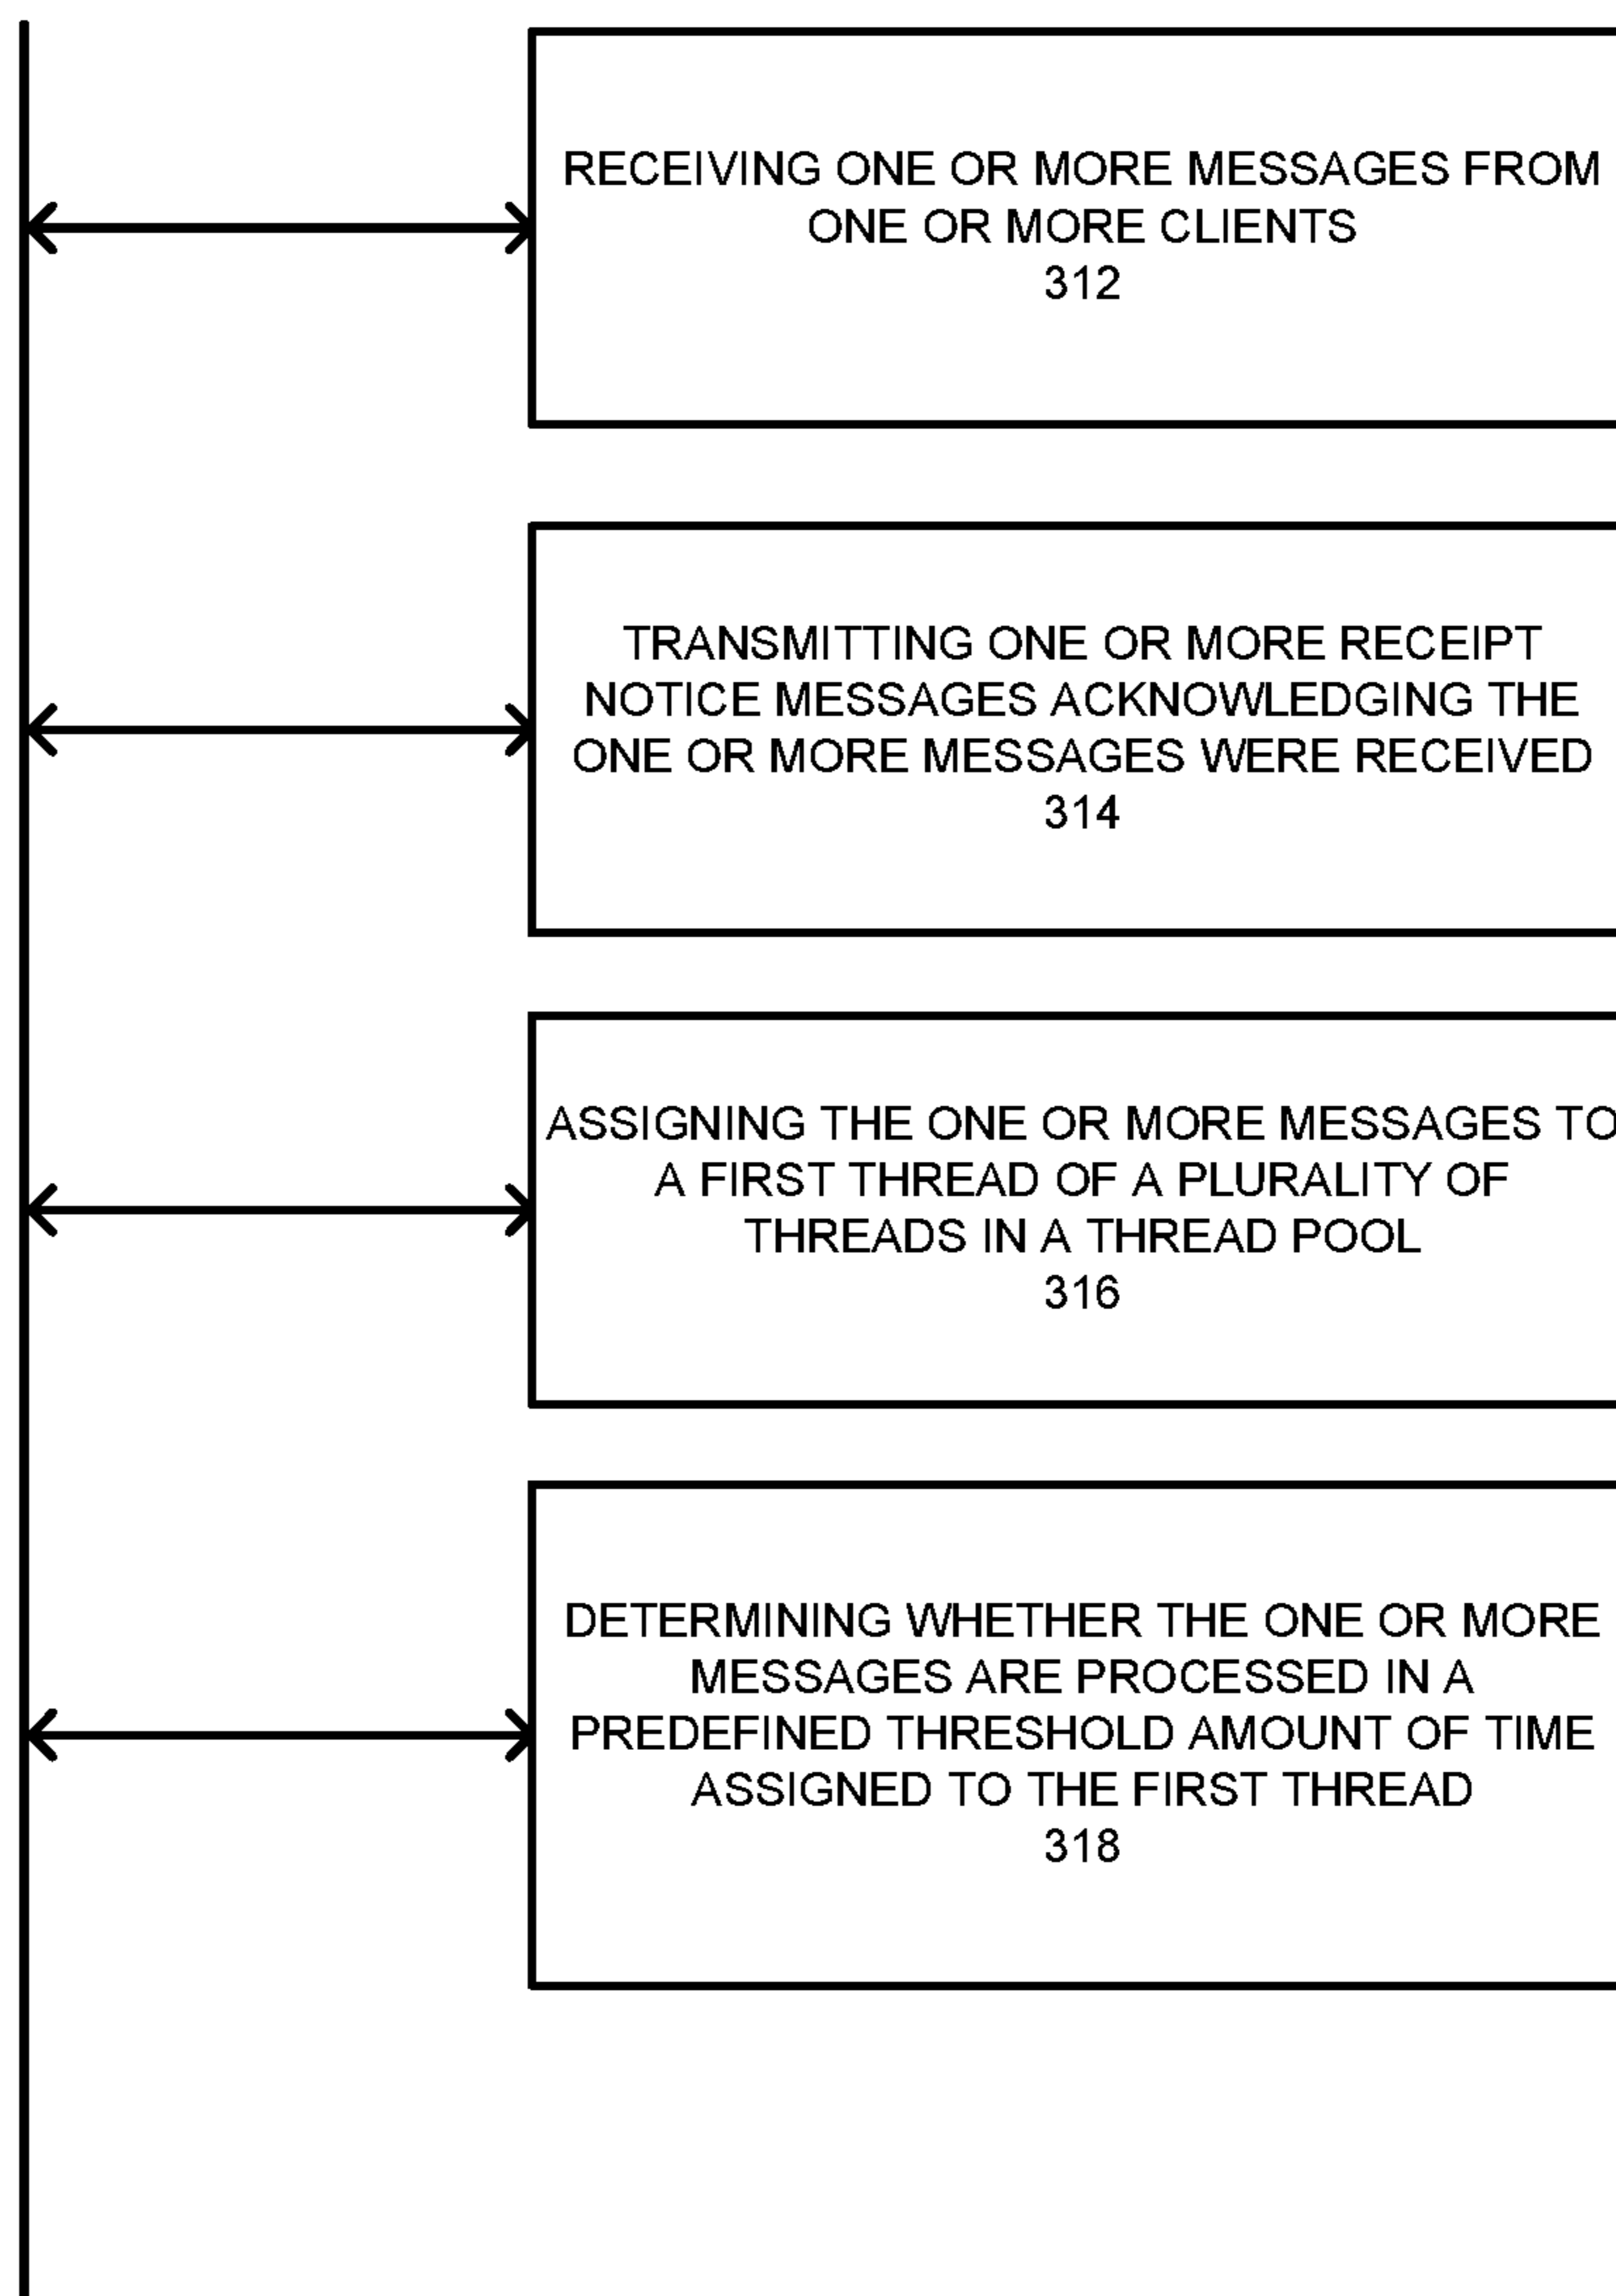 RECEIVING ONE OR MORE MESSAGES FROM
ONE OR MORE CLIENTS
312
TRANSMITTING ONE OR MORE RECEIPT
NOTICE MESSAGES ACKNOWLEDGING THE
ONE OR MORE MESSAGES WERE RECEIVED
314
ASSIGNING THE ONE OR MORE MESSAGES TO
A FIRST THREAD OF A PLURALITY OF
THREADS IN A THREAD POOL
316
DETERMINING WHETHER THE ONE OR MORE
MESSAGES ARE PROCESSED IN A
PREDEFINED THRESHOLD AMOUNT OF TIME
ASSIGNED TO THE FIRST THREAD
318